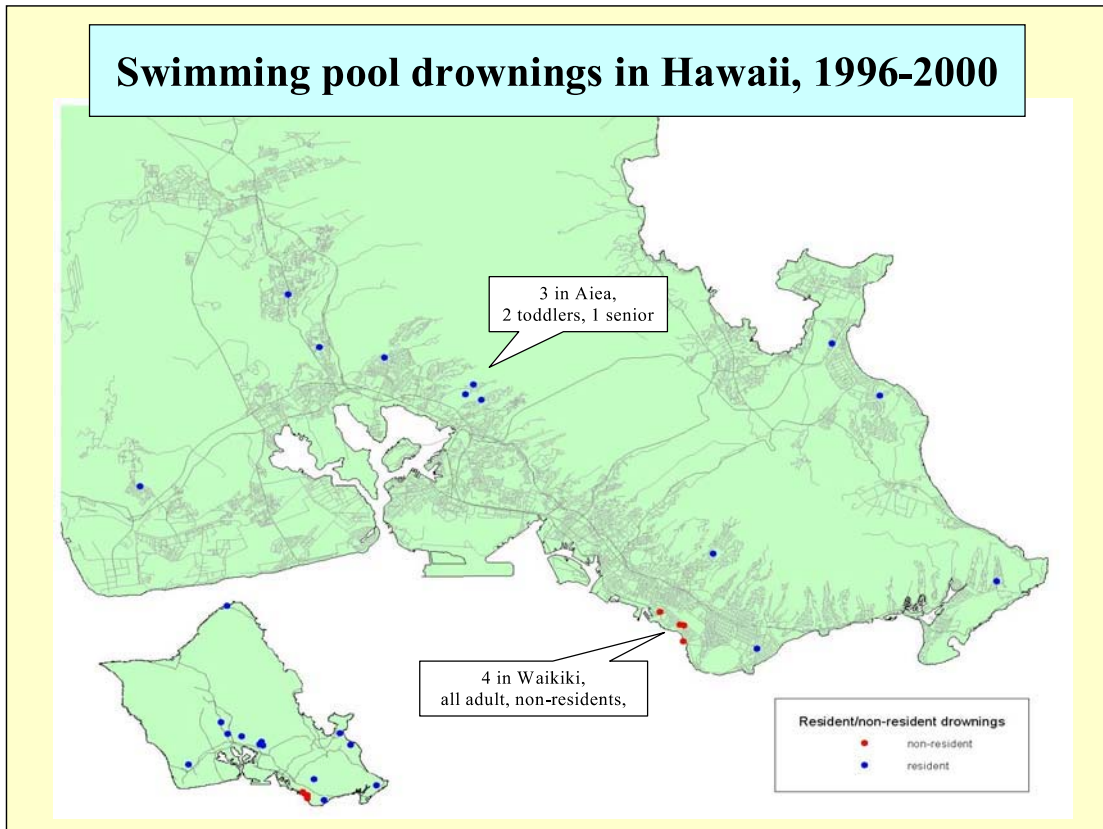 Swimming pool drownings in Hawaii, 1996-2000
3 in Aiea,
2 toddlers, 1 senior
4 in Waikiki,
all adult, non-residents,
Resident/non-resident drownings
non-resident
resident